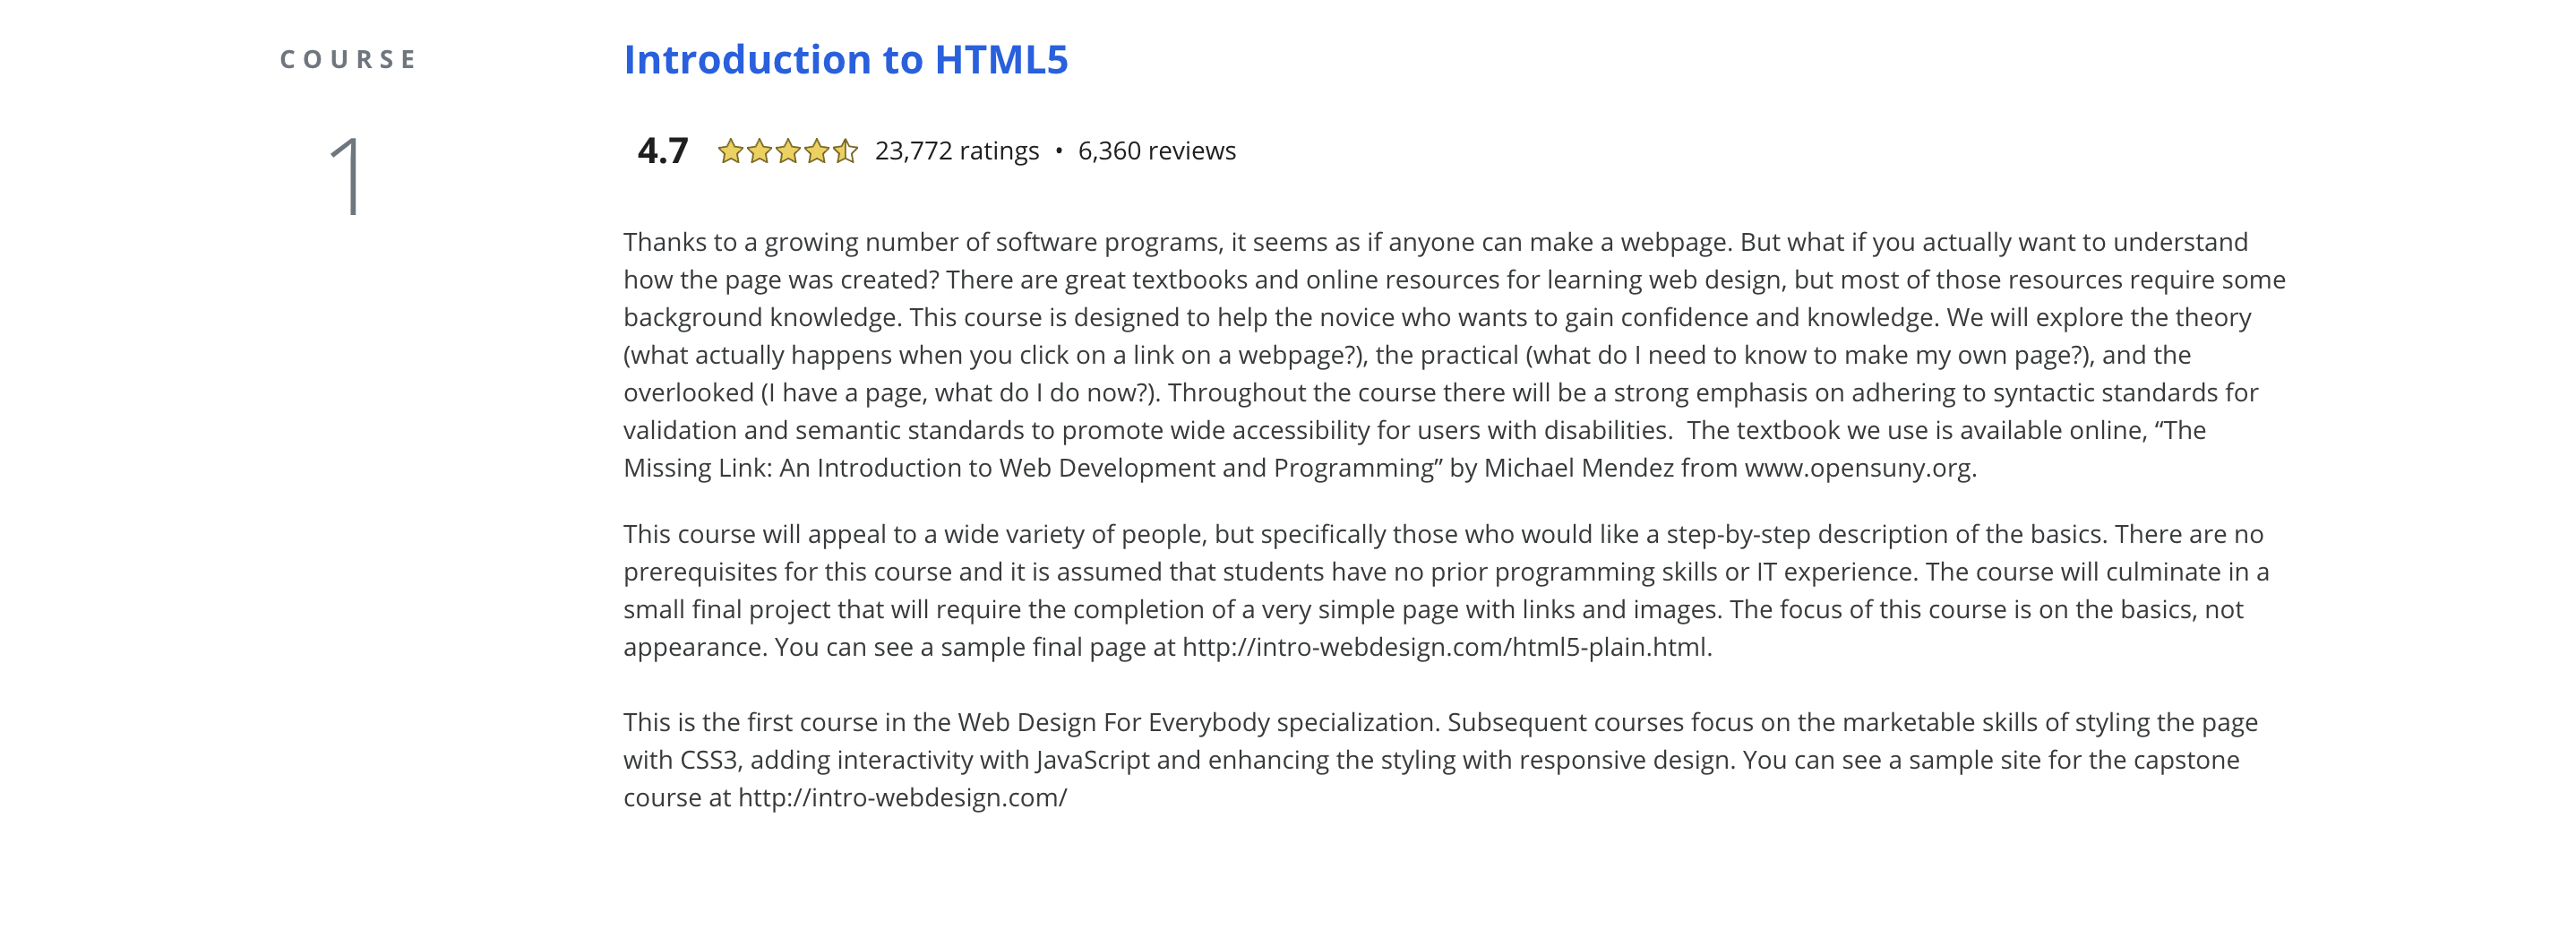 COURSE
1
Introduction to HTML5
4.7 23,772 ratings • 6,360 reviews
Thanks to a growing number of software programs, it seems as if anyone can make a webpage. But what if you actually want to understand
how the page was created? There are great textbooks and online resources for learning web design, but most of those resources require some
background knowledge. This course is designed to help the novice who wants to gain confidence and knowledge. We will explore the theory
(what actually happens when you click on a link on a webpage?), the practical (what do I need to know to make my own page?), and the
overlooked (I have a page, what do I do now?). Throughout the course there will be a strong emphasis on adhering to syntactic standards for
validation and semantic standards to promote wide accessibility for users with disabilities.  The textbook we use is available online, “The
Missing Link: An Introduction to Web Development and Programming” by Michael Mendez from www.opensuny.org.
This course will appeal to a wide variety of people, but specifically those who would like a step-by-step description of the basics. There are no
prerequisites for this course and it is assumed that students have no prior programming skills or IT experience. The course will culminate in a
small final project that will require the completion of a very simple page with links and images. The focus of this course is on the basics, not
appearance. You can see a sample final page at http://intro-webdesign.com/html5-plain.html.
This is the first course in the Web Design For Everybody specialization. Subsequent courses focus on the marketable skills of styling the page
with CSS3, adding interactivity with JavaScript and enhancing the styling with responsive design. You can see a sample site for the capstone
course at http://intro-webdesign.com/